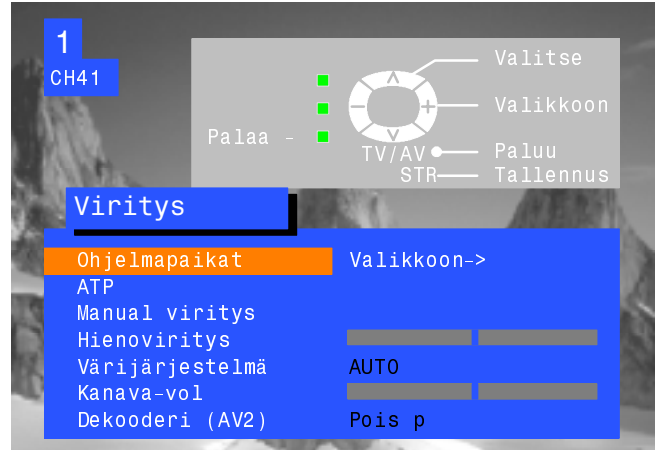 1
CH41
Valitse
Valikkoon
Palaa -
TV/AV Paluu
STR Tallennus
Viritys
Ohjelmapaikat Valikkoon->
ATP
Manual viritys
Hienoviritys
Värijärjestelmä AUTO
Kanava-vol
Dekooderi (AV2) Pois p